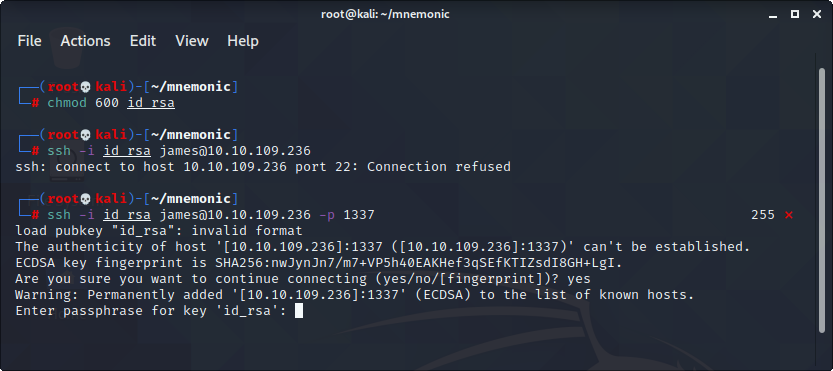 root@kali: ~/mnemonic
File Actions Edit View Help
┌──(root💀kali)-[~/mnemonic]
└─# chmod 600 id_rsa
┌──(root💀kali)-[~/mnemonic]
└─# ssh -i id_rsa james@10.10.109.236
ssh: connect to host 10.10.109.236 port 22: Connection refused
┌──(root💀kali)-[~/mnemonic]
└─# ssh -i id_rsa james@10.10.109.236 -p 1337 255 ⨯
load pubkey "id_rsa": invalid format
The authenticity of host '[10.10.109.236]:1337 ([10.10.109.236]:1337)' can't be established.
ECDSA key fingerprint is SHA256:nwJynJn7/m7+VP5h40EAKHef3qSEfKTIZsdI8GH+LgI.
Are you sure you want to continue connecting (yes/no/[fingerprint])? yes
Warning: Permanently added '[10.10.109.236]:1337' (ECDSA) to the list of known hosts.
Enter passphrase for key 'id_rsa':